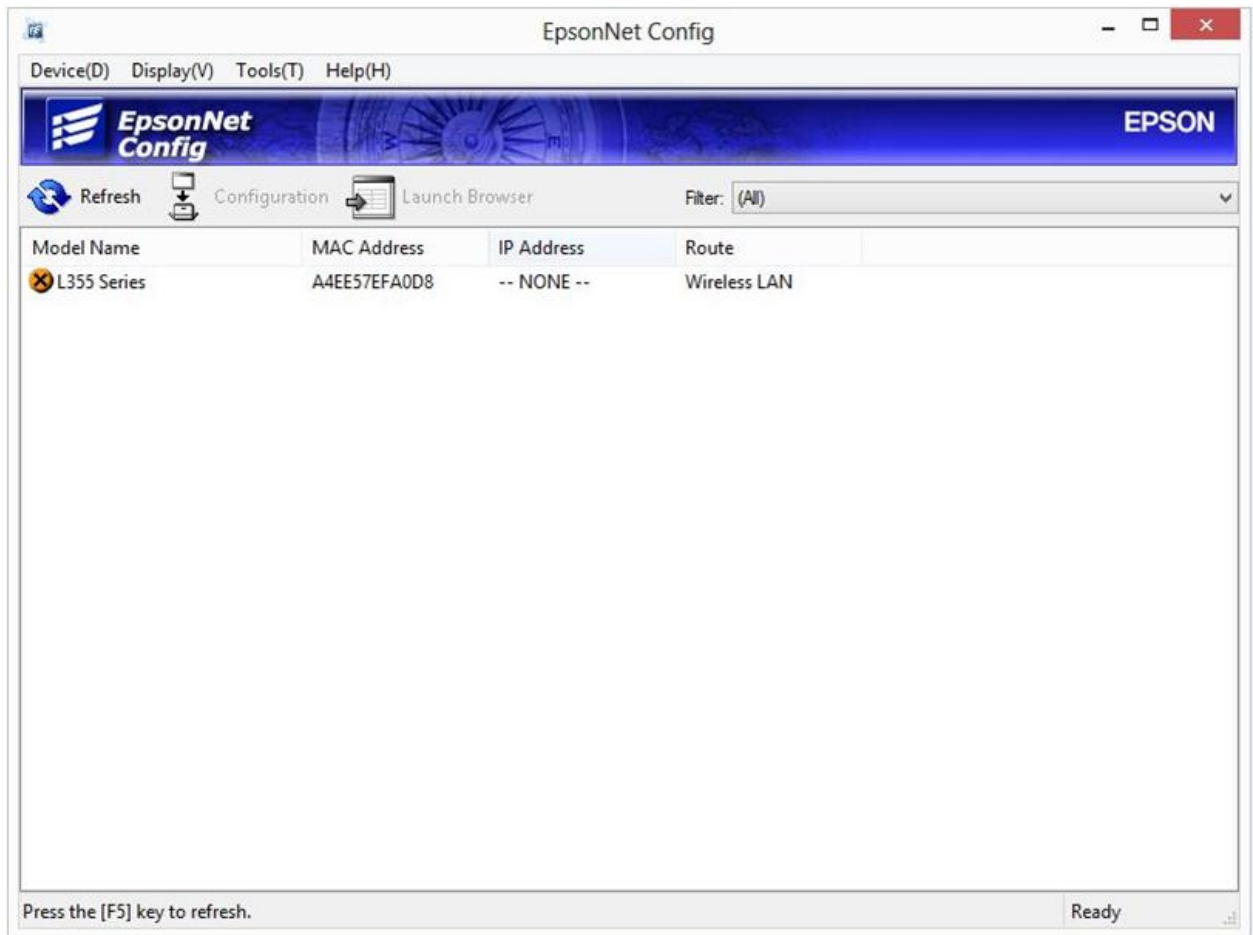 EpsonNet Config
Device(D) Display(V) Tools(T) Help(H)
EpsonNet
Config
EPSON
Refresh Configuration Launch Browser Filter: (All)
Model Name MAC Address IP Address Route
L355 Series A4EE57EFA0D8 -- NONE -- Wireless LAN
Press the [F5] key to refresh. Ready